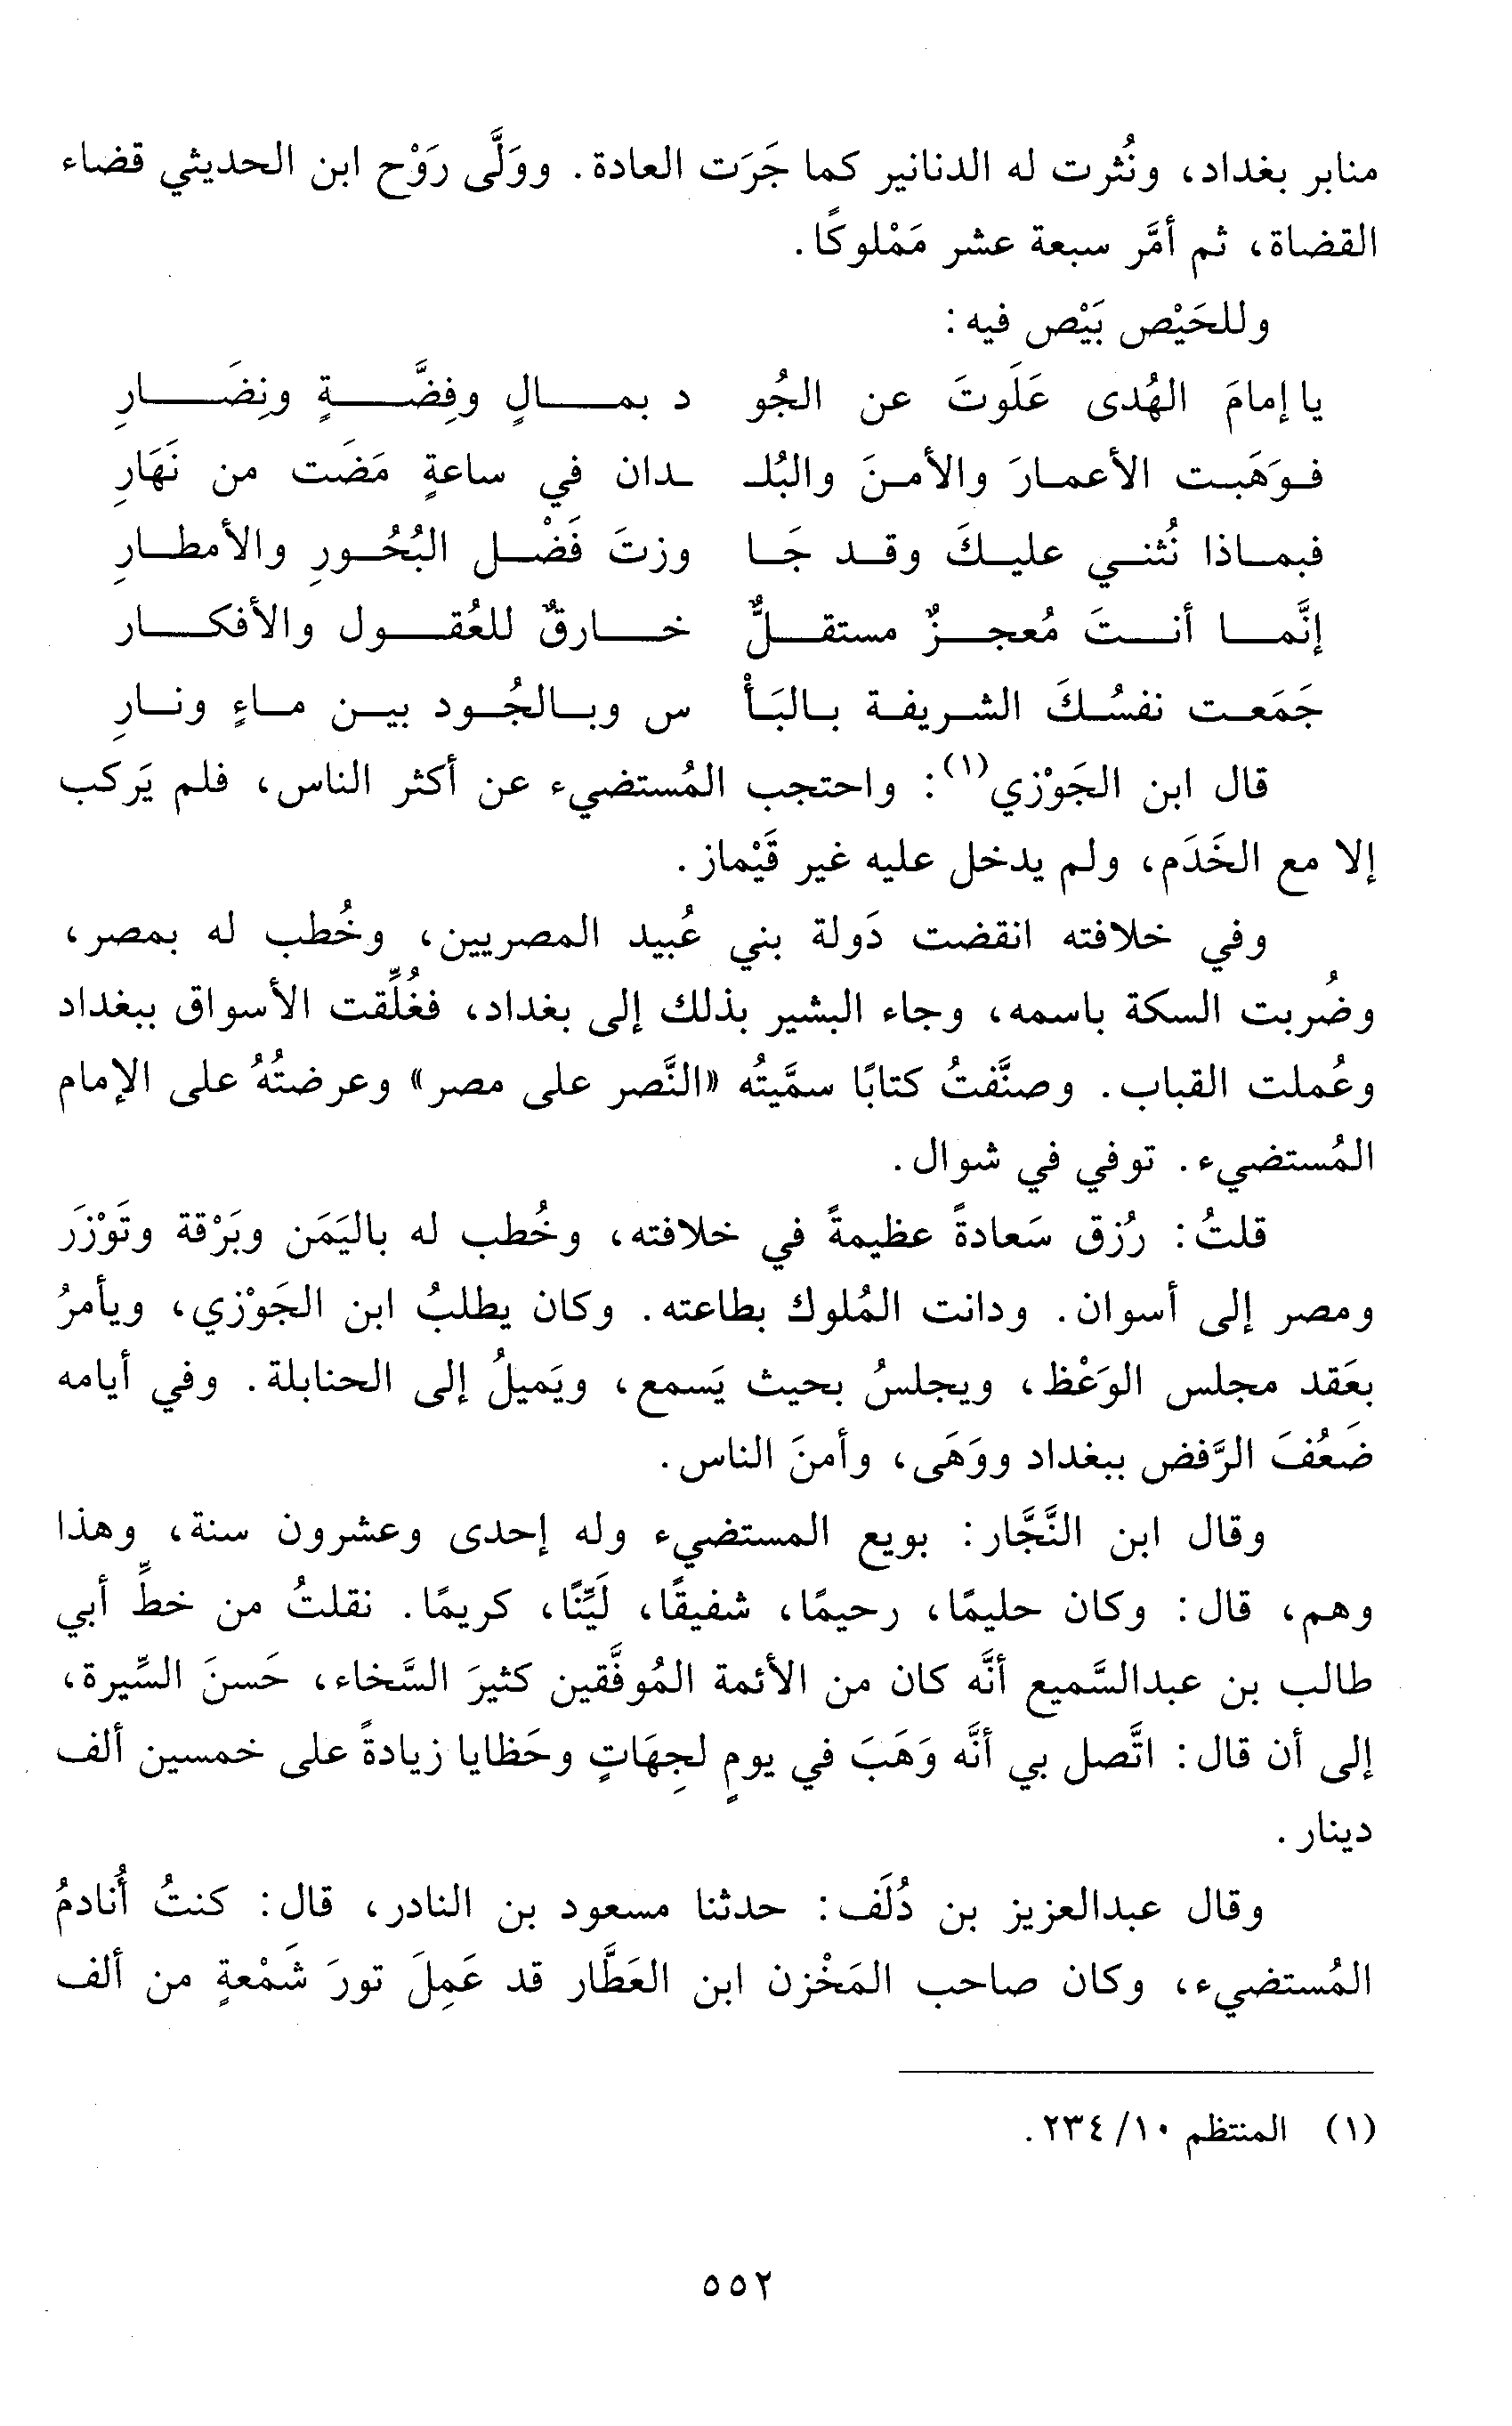 منابر بغداد، ونُثرت له الدنانير كما جَرَت العادة. ووَلَّى رَوْح ابن الحديثي قضاء
القضاة، ثم أمَّر سبعة عشر مَمْلوكًا.
وللحَيْص بَيْص فيه:
يا إمامَ الهُدى عَلَوتَ عن الجُو د بمـالٍ وفِضَّـةٍ ونِضَـارِ
فـوَهَبـت الأعمـارَ والأمـنَ والبُلـ ـدان في ساعةٍ مَضَت من نَهَارِ
فبمـاذا نُثنـي عليـكَ وقـد جَـا وزتَ فَضْـل البُحُـورِ والأمطـارِ
إنَّمـا أنـتَ مُعجـزٌ مستقـلٌّ خـارقٌ للعُقـول والأفكـار
جَمَعـت نفسُـكَ الشـريفـة بـالبَـأْ س وبـالجُـود بيـن مـاءٍ ونـارِ
قال ابن الجَوْزي(١): واحتجب المُستضيء عن أكثر الناس، فلم يَركب
إلا مع الخَدَم، ولم يدخل عليه غير قَيْماز.
وفي خلافته انقضت دَولة بني عُبيد المصريين، وخُطب له بمصر،
وضُربت السكة باسمه، وجاء البشير بذلك إلى بغداد، فغُلِّقت الأسواق ببغداد
وعُملت القباب. وصنَّفتُ كتابًا سمَّيتُه «النَّصر على مصر» وعرضتُهُ على الإمام
المُستضيء. توفي في شوال.
قلتُ: رُزق سَعادةً عظيمةً في خلافته، وخُطب له باليَمَن وبَرْقة وتَوْزَر
ومصر إلى أسوان. ودانت المُلوك بطاعته. وكان يطلبُ ابن الجَوْزي، ويأمرُ
بعَقد مجلس الوَعْظ، ويجلسُ بحيث يَسمع، ويَميلُ إلى الحنابلة. وفي أيامه
ضَعُفَ الرَّفض ببغداد ووَهَى، وأمنَ الناس.
وقال ابن النَّجَّار: بويع المستضيء وله إحدى وعشرون سنة، وهذا
وهم، قال: وكان حليمًا، رحيمًا، شفيقًا، لَيِّنًا، كريمًا. نقلتُ من خطِّ أبي
طالب بن عبدالسَّميع أنَّه كان من الأئمة المُوفَّقين كثيرَ السَّخاء، حَسنَ السِّيرة،
إلى أن قال: اتَّصل بي أنَّه وَهَبَ في يومٍ لجِهَاتٍ وحَظايا زيادةً على خمسين ألف
دينار.
وقال عبدالعزيز بن دُلَف: حدثنا مسعود بن النادر، قال: كنتُ أُنادمُ
المُستضيء، وكان صاحب المَخْزن ابن العَطَّار قد عَمِلَ تورَ شَمْعةٍ من ألف
(١) المنتظم ١٠/ ٢٣٤.
٥٥٢